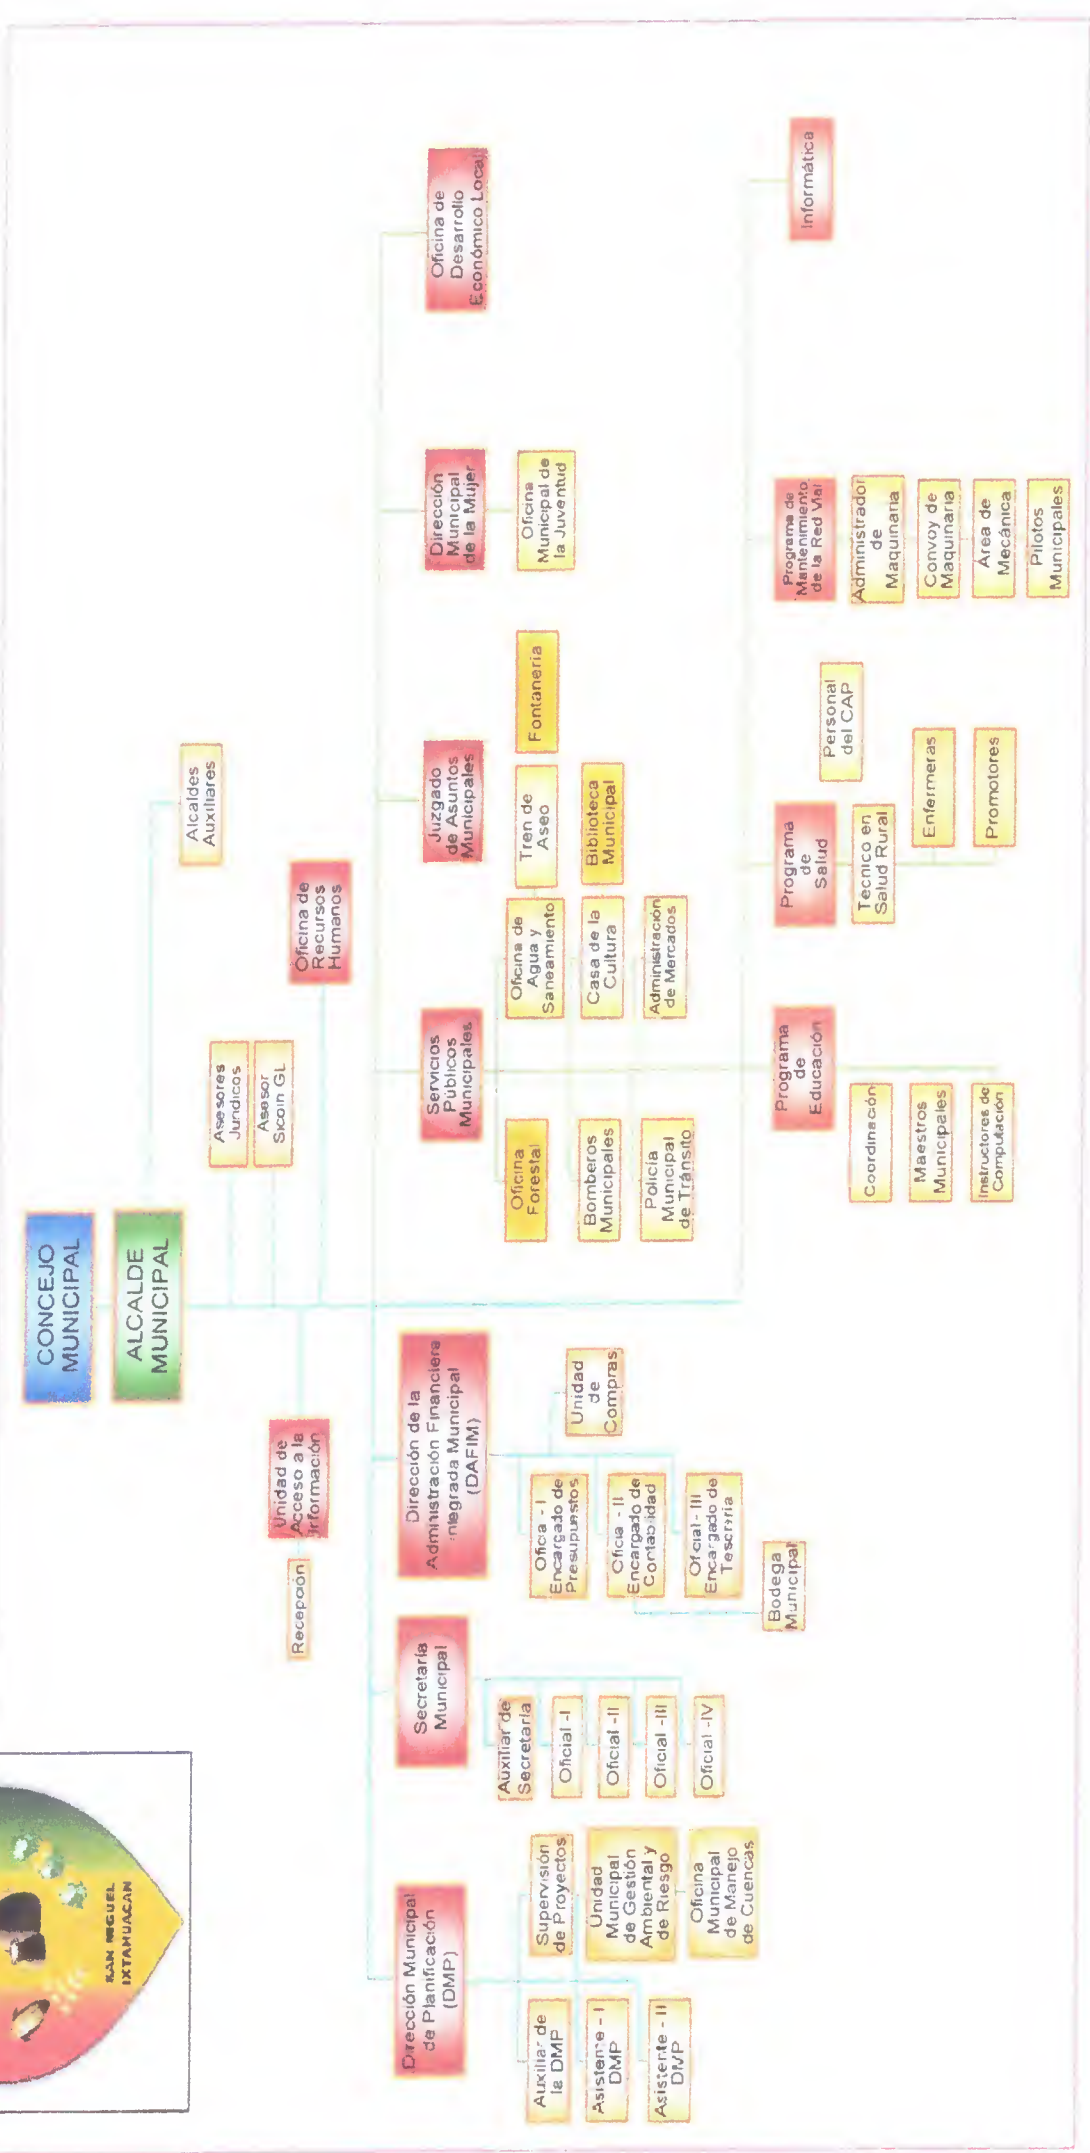 SAN MIGUEL
IXTAHUACAN
CONCEJO
MUNICIPAL
ALCALDE
MUNICIPAL
Alcaldes
Auxiliares
Asesores
Jurídicos
Asesor
Sicoin GL
Unidad de
Acceso a la
Información
Recepción
Oficina de
Recursos
Humanos
Dirección Municipal
de Planificación
(DMP)
Auxiliar de
la DMP
Supervisión
de Proyectos
Asistente - I
DMP
Unidad
Municipal
de Gestión
Ambiental y
de Riesgo
Asistente - II
DMP
Oficina
Municipal
de Manejo
de Cuencas
Secretaría
Municipal
Auxiliar de
Secretaría
Oficial -I
Oficial -II
Oficial -III
Oficial -IV
Dirección de la
Administración Financiera
Integrada Municipal
(DAFIM)
Unidad
de
Compras
Oficial - I
Encargado de
Presupuestos
Oficial - II
Encargado de
Contabilidad
Oficial - III
Encargado de
Tesorería
Bodega
Municipal
Servicios
Públicos
Municipales
Oficina
Forestal
Oficina de
Agua y
Saneamiento
Tren de
Aseo
Fontanería
Bomberos
Municipales
Casa de la
Cultura
Biblioteca
Municipal
Policía
Municipal
de Tránsito
Administración
de Mercados
Juzgado
de Asuntos
Municipales
Dirección
Municipal
de la Mujer
Oficina
Municipal de
la Juventud
Oficina de
Desarrollo
Económico Local
Programa
de
Educación
Coordinación
Maestros
Municipales
Instructores de
Computación
Programa
de
Salud
Personal
del CAP
Tecnico en
Salud Rural
Enfermeras
Promotores
Programa de
Mantenimiento
de la Red Vial
Administrador
de
Maquinaria
Convoy de
Maquinaria
Área de
Mecánica
Pilotos
Municipales
Informática